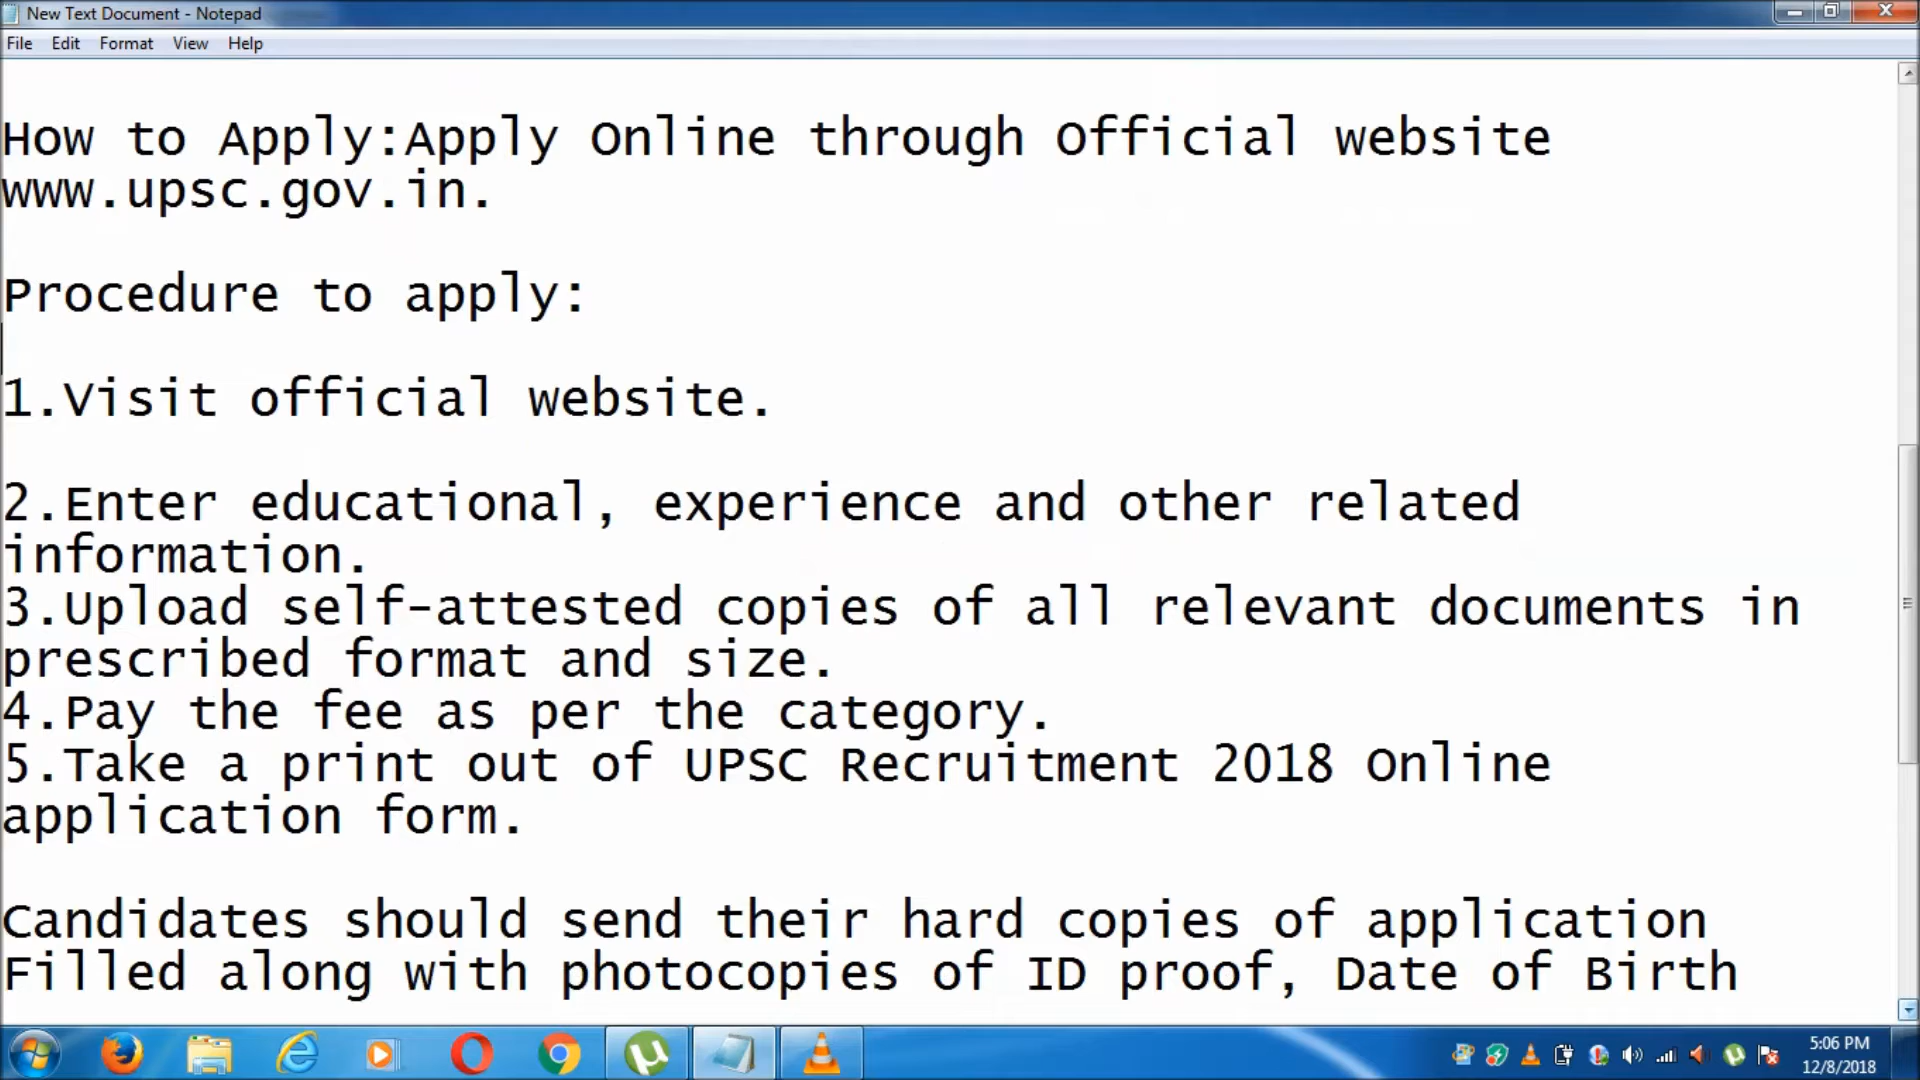 New Text Document - Notepad
File Edit Format View Help
How to Apply:Apply Online through Official website
www.upsc.gov.in.
Procedure to apply:
1.Visit official website.
2.Enter educational, experience and other related
information.
3.Upload self-attested copies of all relevant documents in
prescribed format and size.
4.Pay the fee as per the category.
5.Take a print out of UPSC Recruitment 2018 Online
application form.
Candidates should send their hard copies of application
Filled along with photocopies of ID proof, Date of Birth
5:06 PM
12/8/2018